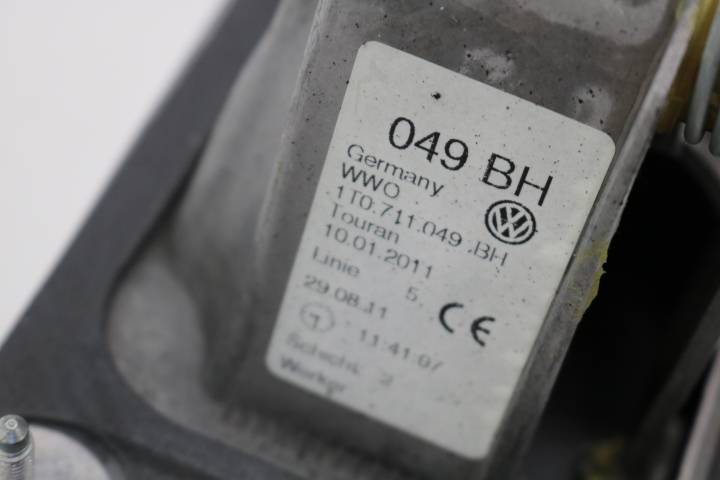 049 BH
Germany
WWO
1T0.711.049 .BH
Touran
10.01.2011
Linie 5
29.08.11
11:41:07
Schicht: 2
Werker